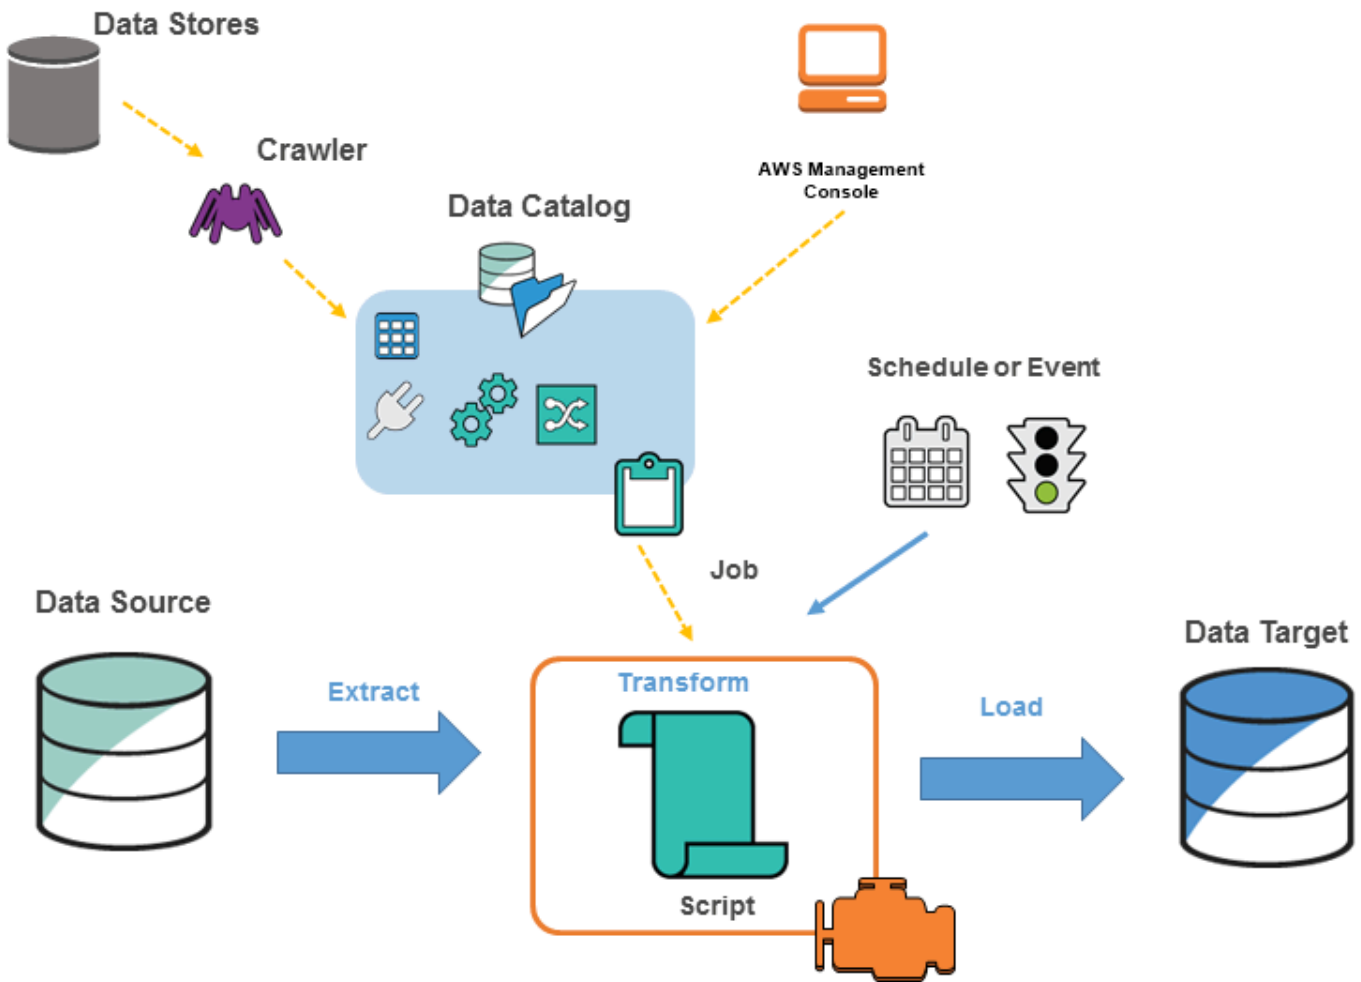 Data Stores
Crawler
AWS Management
Console
Data Catalog
Schedule or Event
Job
Data Source
Data Target
Extract
Transform
Load
Script